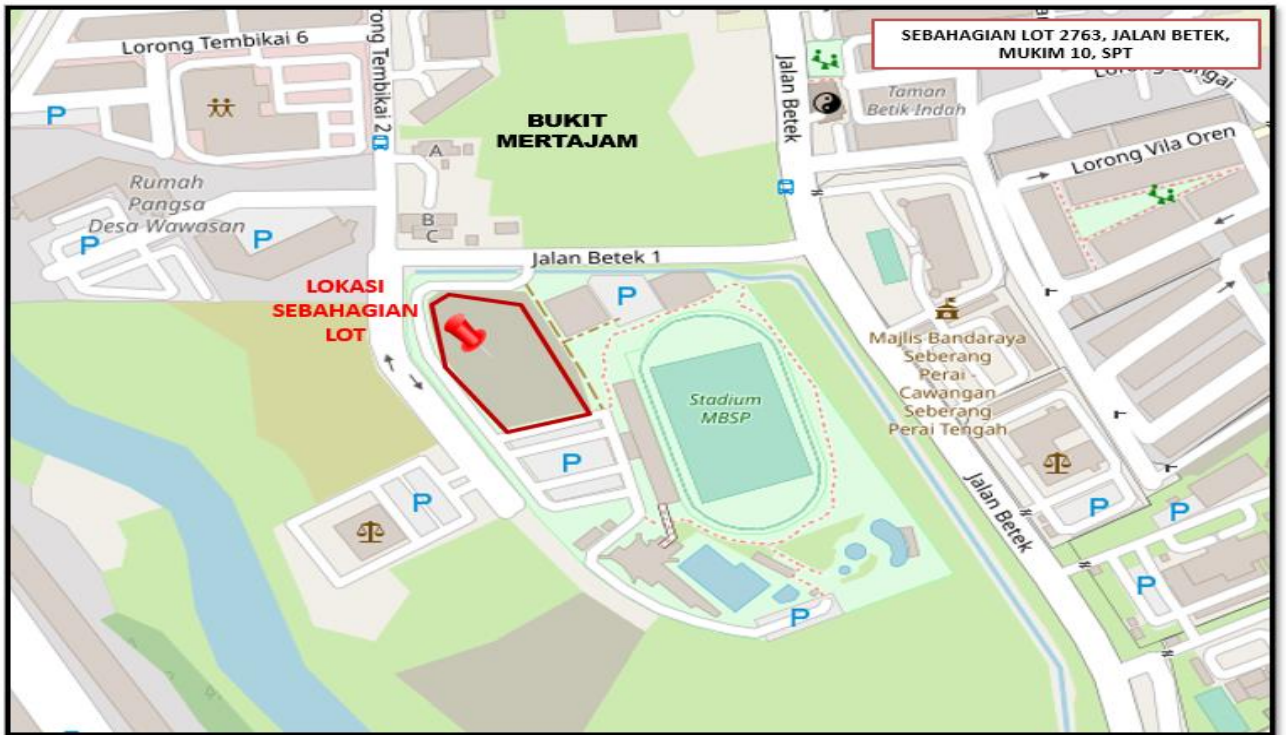 SEBAHAGIAN LOT 2763, JALAN BETEK,
MUKIM 10, SPT
Lorong Tembikai 6
rong Tembikai 2
Jalan Betek
P
Taman
Betik Indah
BUKIT
MERTAJAM
A
Lorong Vila Oren
Rumah
Pangsa
Desa Wawasan
P
P
B
C
Jalan Betek 1
LOKASI
SEBAHAGIAN
LOT
P
Majlis Bandaraya
Seberang
Perai -
Cawangan
Seberang
Perai Tengah
Stadium
MBSP
P
P
P
P
Jalan Betek
P
P